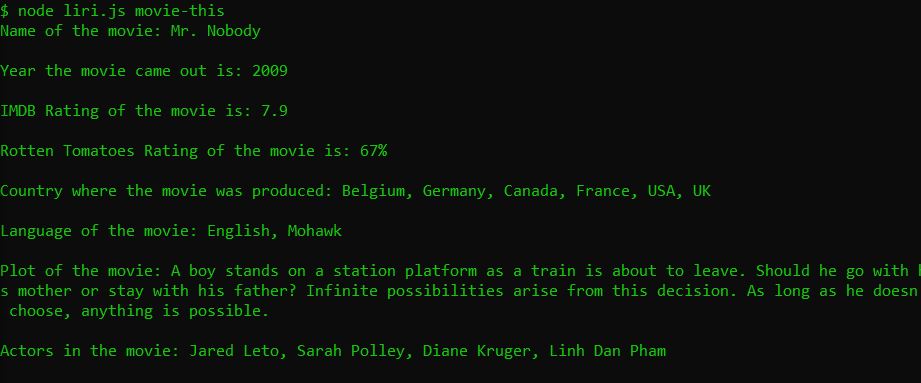 $ node liri.js movie-this
Name of the movie: Mr. Nobody
Year the movie came out is: 2009
IMDB Rating of the movie is: 7.9
Rotten Tomatoes Rating of the movie is: 67%
Country where the movie was produced: Belgium, Germany, Canada, France, USA, UK
Language of the movie: English, Mohawk
Plot of the movie: A boy stands on a station platform as a train is about to leave. Should he go with h
s mother or stay with his father? Infinite possibilities arise from this decision. As long as he doesn
choose, anything is possible.
Actors in the movie: Jared Leto, Sarah Polley, Diane Kruger, Linh Dan Pham